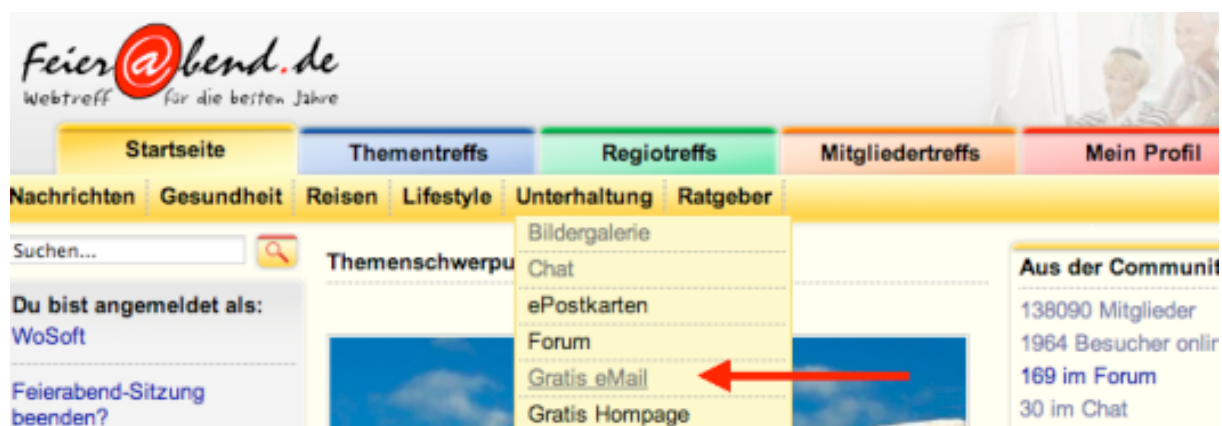 Feier@bend.de
Webtreff für die besten Jahre
Startseite Thementreffs Regiotreffs Mitgliedertreffs Mein Profil
Nachrichten Gesundheit Reisen Lifestyle Unterhaltung Ratgeber
Suchen...
Du bist angemeldet als:
WoSoft
Feierabend-Sitzung
beenden?
Themenschwerpu
Bildergalerie
Chat
ePostkarten
Forum
Gratis eMail
Gratis Hompage
Aus der Communit
138090 Mitglieder
1964 Besucher onlin
169 im Forum
30 im Chat